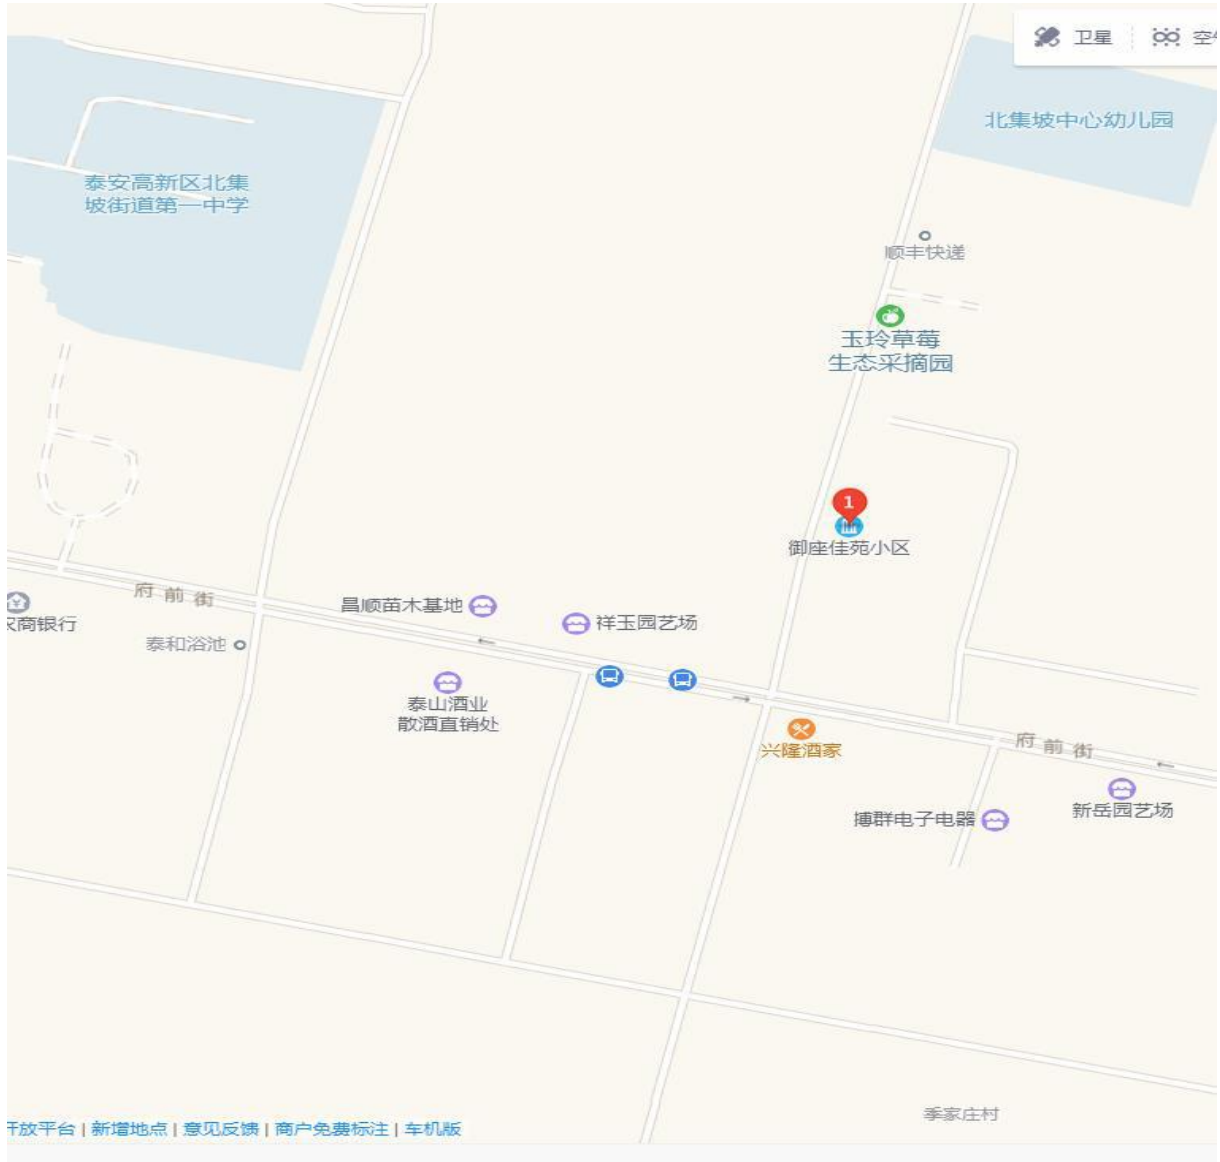 卫星
空气
北集坡中心幼儿园
泰安高新区北集
坡街道第一中学
顺丰快递
玉玲草莓
生态采摘园
1
御座佳苑小区
府前街
昌顺苗木基地
祥玉园艺场
农商银行
泰和浴池
泰山酒业
散酒直销处
兴隆酒家
府前街
搏群电子电器
新岳园艺场
季家庄村
开放平台 | 新增地点 | 意见反馈 | 商户免费标注 | 车机版